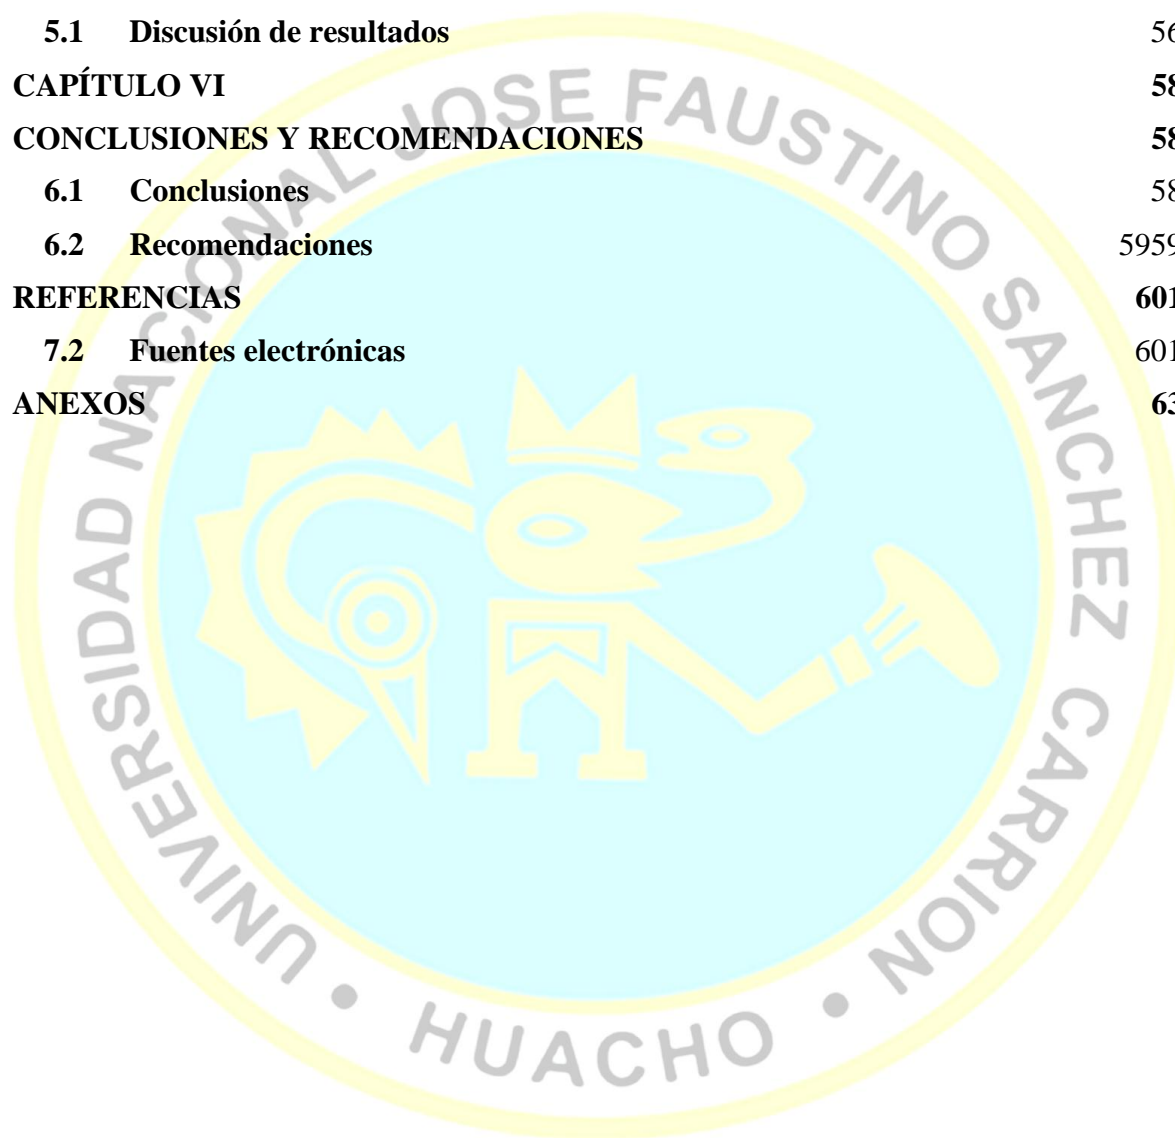 5.1 Discusión de resultados 56
CAPÍTULO VI 58
CONCLUSIONES Y RECOMENDACIONES 58
6.1 Conclusiones 58
6.2 Recomendaciones 5959
REFERENCIAS 601
7.2 Fuentes electrónicas 601
ANEXOS 63
UNIVERSIDAD NACIONAL JOSE FAUSTINO SANCHEZ CARRION • HUACHO •